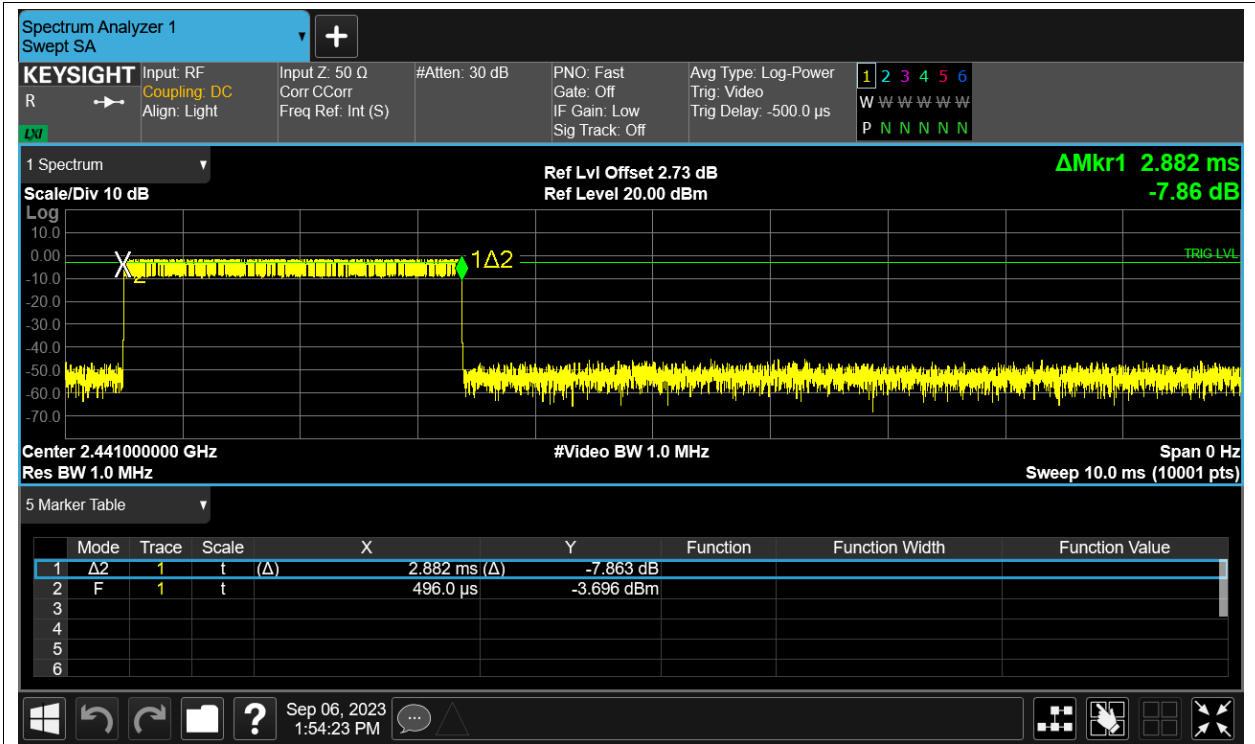 Spectrum Analyzer 1
Swept SA
KEYSIGHT
R
LXI
Input: RF
Coupling: DC
Align: Light
Input Z: 50 Ω
Corr CCorr
Freq Ref: Int (S)
#Atten: 30 dB
PNO: Fast
Gate: Off
IF Gain: Low
Sig Track: Off
Avg Type: Log-Power
Trig: Video
Trig Delay: -500.0 µs
1 2 3 4 5 6
W W W W W W
P N N N N N
1 Spectrum
Scale/Div 10 dB
Ref Lvl Offset 2.73 dB
Ref Level 20.00 dBm
ΔMkr1 2.882 ms
-7.86 dB
Log
10.0
0.00
-10.0
-20.0
-30.0
-40.0
-50.0
-60.0
-70.0
X
2
1Δ2
TRIG LVL
Center 2.441000000 GHz
Res BW 1.0 MHz
#Video BW 1.0 MHz
Span 0 Hz
Sweep 10.0 ms (10001 pts)
5 Marker Table
Mode Trace Scale X Y Function Function Width Function Value
1 Δ2 1 t (Δ) 2.882 ms (Δ) -7.863 dB
2 F 1 t 496.0 µs -3.696 dBm
3
4
5
6
?
Sep 06, 2023
1:54:23 PM